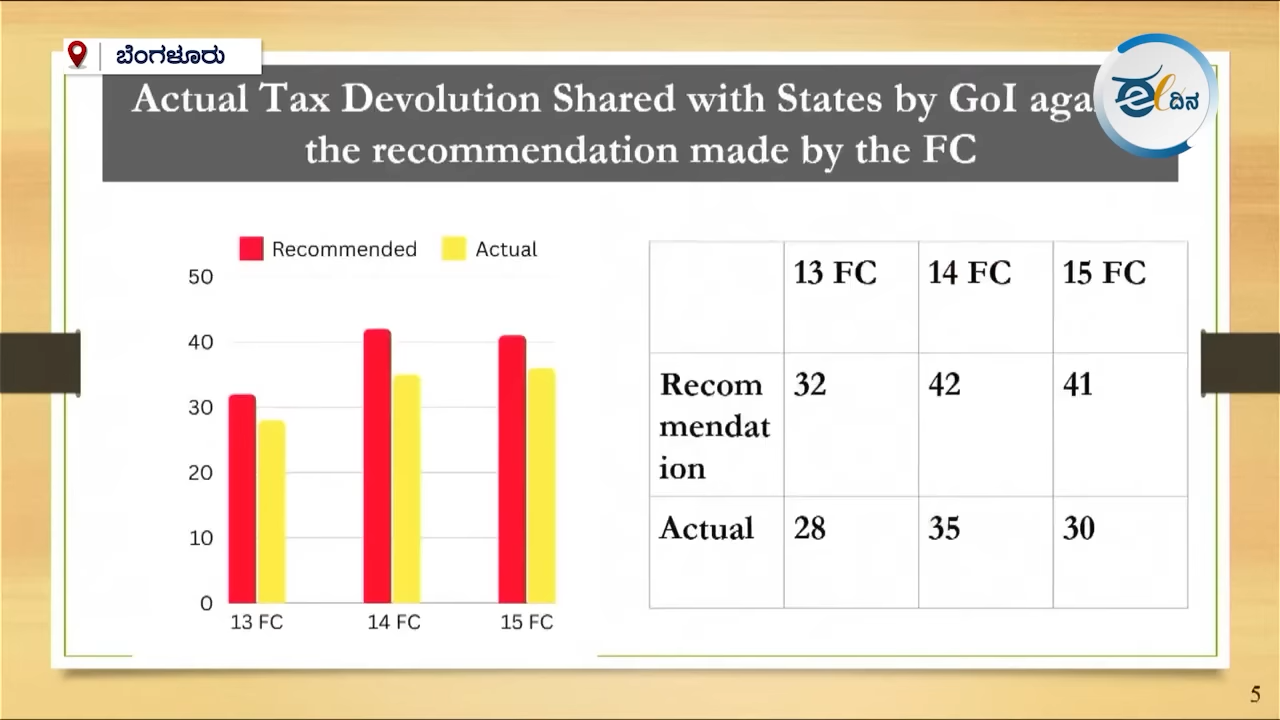 ಬೆಂಗಳೂರು
Actual Tax Devolution Shared with States by GoI aga
the recommendation made by the FC
ಈ ದಿನ
Recommended Actual
50
40
30
20
10
0
13 FC 14 FC 15 FC
13 FC 14 FC 15 FC
Recom 32 42 41
mendat
ion
Actual 28 35 30
5